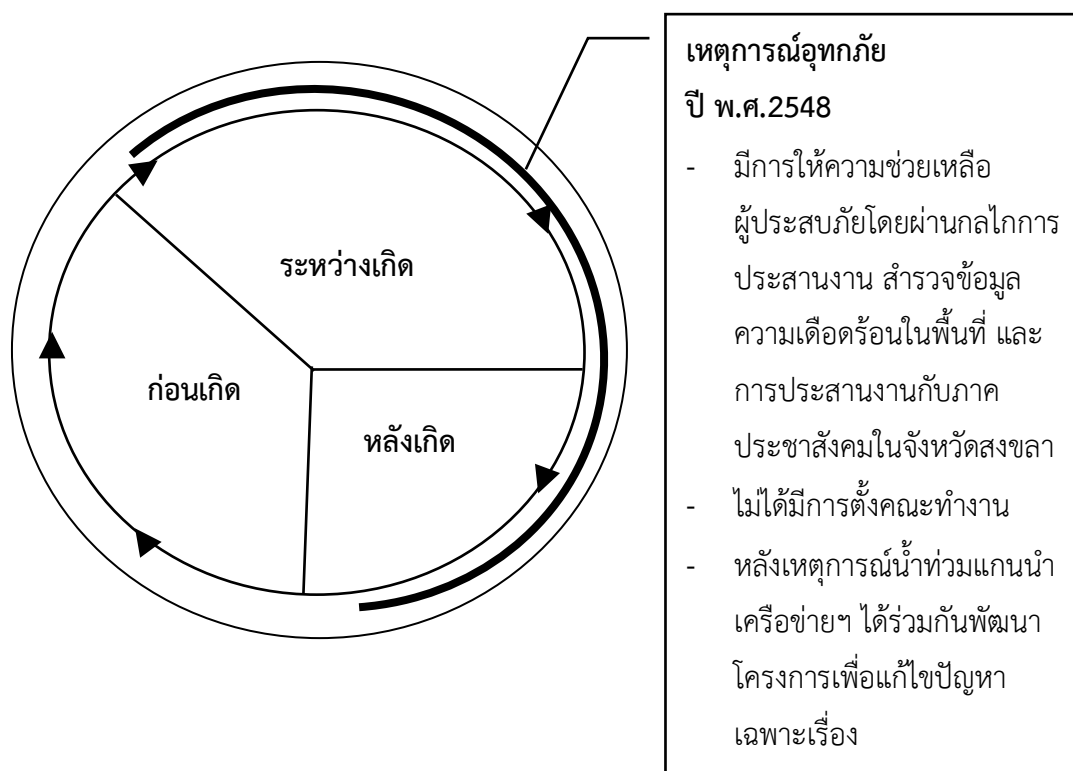 เหตุการณ์อุทกภัย
ปี พ.ศ.2548
- มีการให้ความช่วยเหลือ
ผู้ประสบภัยโดยผ่านกลไกการ
ประสานงาน สำรวจข้อมูล
ความเดือดร้อนในพื้นที่ และ
การประสานงานกับภาค
ประชาสังคมในจังหวัดสงขลา
- ไม่ได้มีการตั้งคณะทำงาน
- หลังเหตุการณ์น้ำท่วมแกนนำ
เครือข่ายฯ ได้ร่วมกันพัฒนา
โครงการเพื่อแก้ไขปัญหา
เฉพาะเรื่อง
ระหว่างเกิด
ก่อนเกิด
หลังเกิด